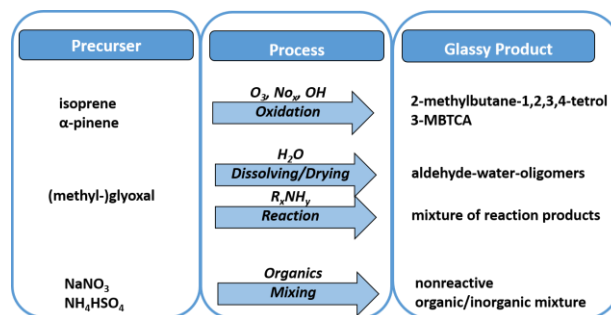 Precurser
Process
Glassy Product
isoprene
α-pinene
O₃, Noₓ, OH
Oxidation
2-methylbutane-1,2,3,4-tetrol
3-MBTCA
(methyl-)glyoxal
H₂O
Dissolving/Drying
aldehyde-water-oligomers
RₓNHᵧ
Reaction
mixture of reaction products
NaNO₃
NH₄HSO₄
Organics
Mixing
nonreactive
organic/inorganic mixture